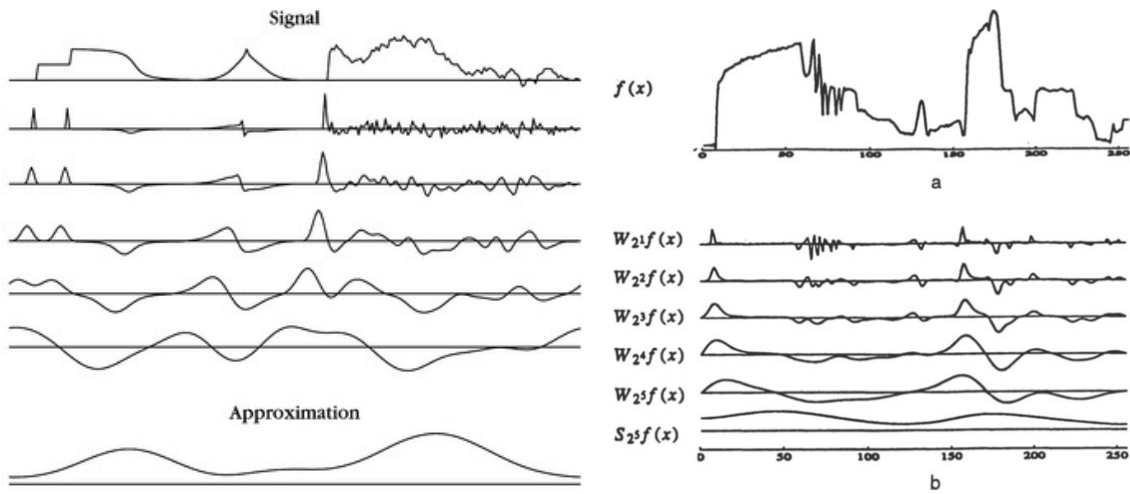 Signal
Approximation
f(x)
0 50 100 150 200 250
a
W₂¹f(x)
W₂²f(x)
W₂³f(x)
W₂⁴f(x)
W₂⁵f(x)
S₂⁵f(x)
0 50 100 150 200 250
b